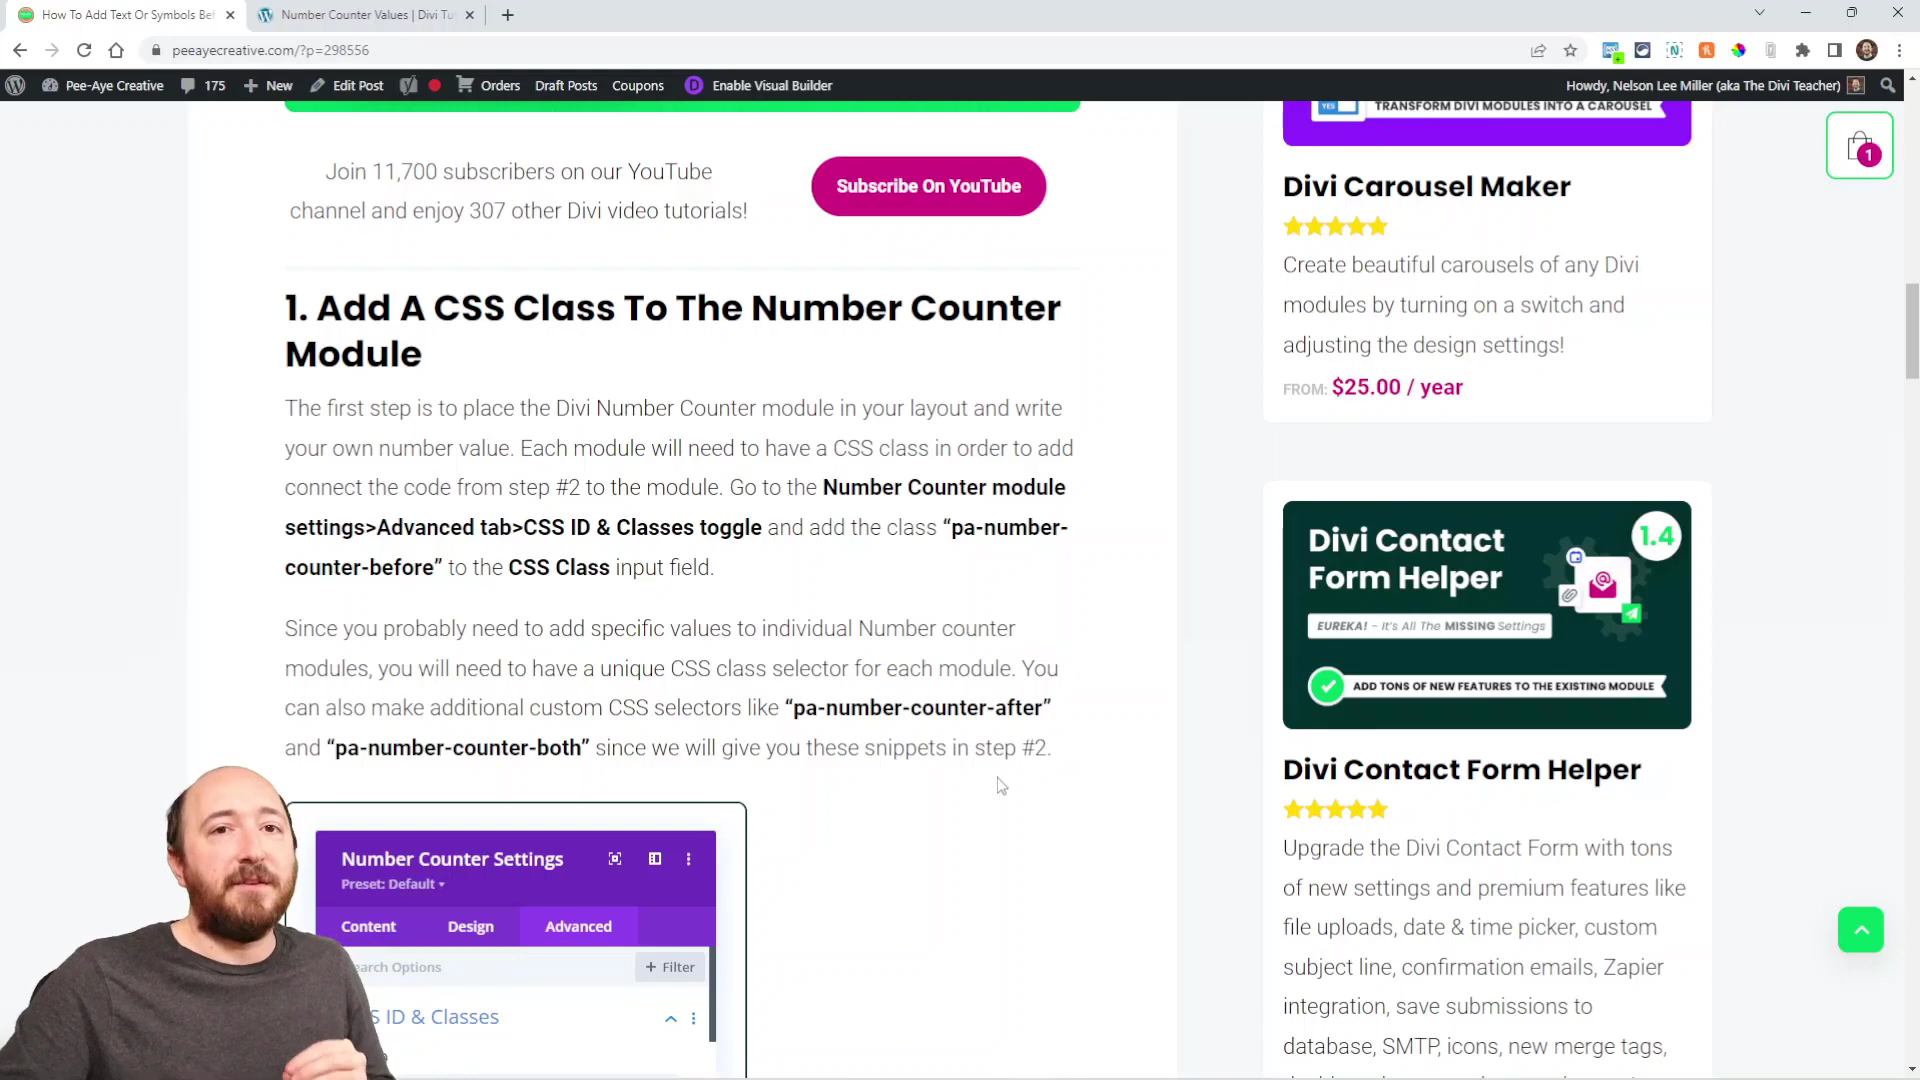 How To Add Text Or Symbols Bef
Number Counter Values | Divi Tu
peeayecreative.com/?p=298556
Pee-Aye Creative
175
New
Edit Post
Orders
Draft Posts
Coupons
D
Enable Visual Builder
Howdy, Nelson Lee Miller (aka The Divi Teacher)
Join 11,700 subscribers on our YouTube
channel and enjoy 307 other Divi video tutorials!
Subscribe On YouTube
1. Add A CSS Class To The Number Counter
Module
The first step is to place the Divi Number Counter module in your layout and write
your own number value. Each module will need to have a CSS class in order to add
connect the code from step #2 to the module. Go to the Number Counter module
settings>Advanced tab>CSS ID & Classes toggle and add the class “pa-number-
counter-before” to the CSS Class input field.
Since you probably need to add specific values to individual Number counter
modules, you will need to have a unique CSS class selector for each module. You
can also make additional custom CSS selectors like “pa-number-counter-after”
and “pa-number-counter-both” since we will give you these snippets in step #2.
Number Counter Settings
Preset: Default
Content
Design
Advanced
earch Options
+ Filter
S ID & Classes
YES
TRANSFORM DIVI MODULES INTO A CAROUSEL
1
Divi Carousel Maker
Create beautiful carousels of any Divi
modules by turning on a switch and
adjusting the design settings!
FROM: $25.00 / year
Divi Contact
Form Helper
1.4
EUREKA! - It's All The MISSING Settings
ADD TONS OF NEW FEATURES TO THE EXISTING MODULE
Divi Contact Form Helper
Upgrade the Divi Contact Form with tons
of new settings and premium features like
file uploads, date & time picker, custom
subject line, confirmation emails, Zapier
integration, save submissions to
database, SMTP, icons, new merge tags,